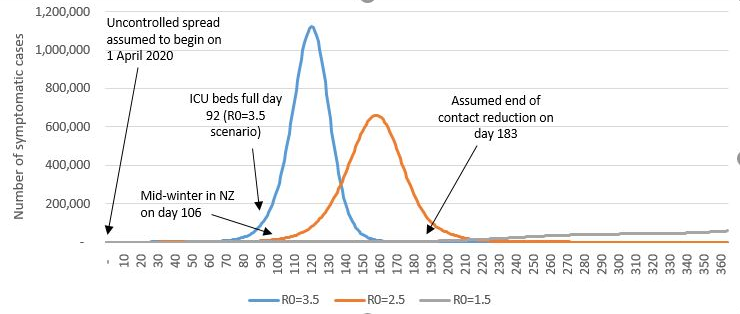 1,200,000
1,000,000
800,000
600,000
400,000
200,000
-
Number of symptomatic cases
Uncontrolled spread
assumed to begin on
1 April 2020
ICU beds full day
92 (R0=3.5
scenario)
Mid-winter in NZ
on day 106
Assumed end of
contact reduction on
day 183
- 10 20 30 40 50 60 70 80 90 100 110 120 130 140 150 160 170 180 190 200 210 220 230 240 250 260 270 280 290 300 310 320 330 340 350 360
R0=3.5 R0=2.5 R0=1.5